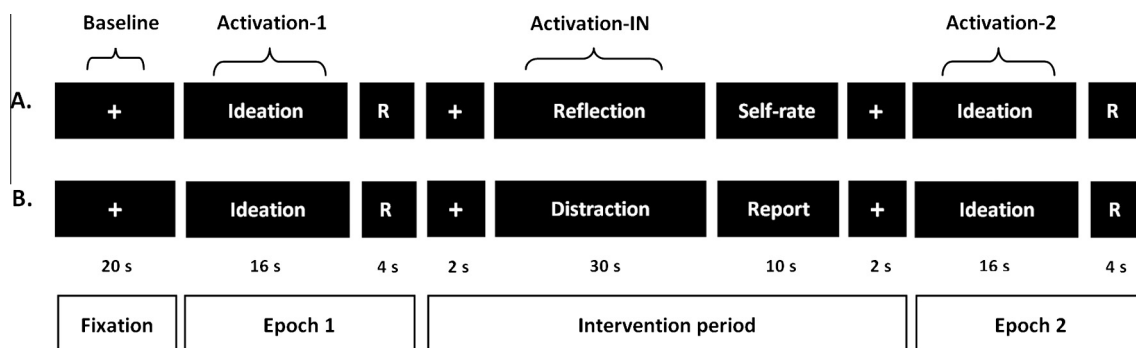 Baseline Activation-1 Activation-IN Activation-2
A. + Ideation R + Reflection Self-rate + Ideation R
B. + Ideation R + Distraction Report + Ideation R
20 s 16 s 4 s 2 s 30 s 10 s 2 s 16 s 4 s
Fixation Epoch 1 Intervention period Epoch 2